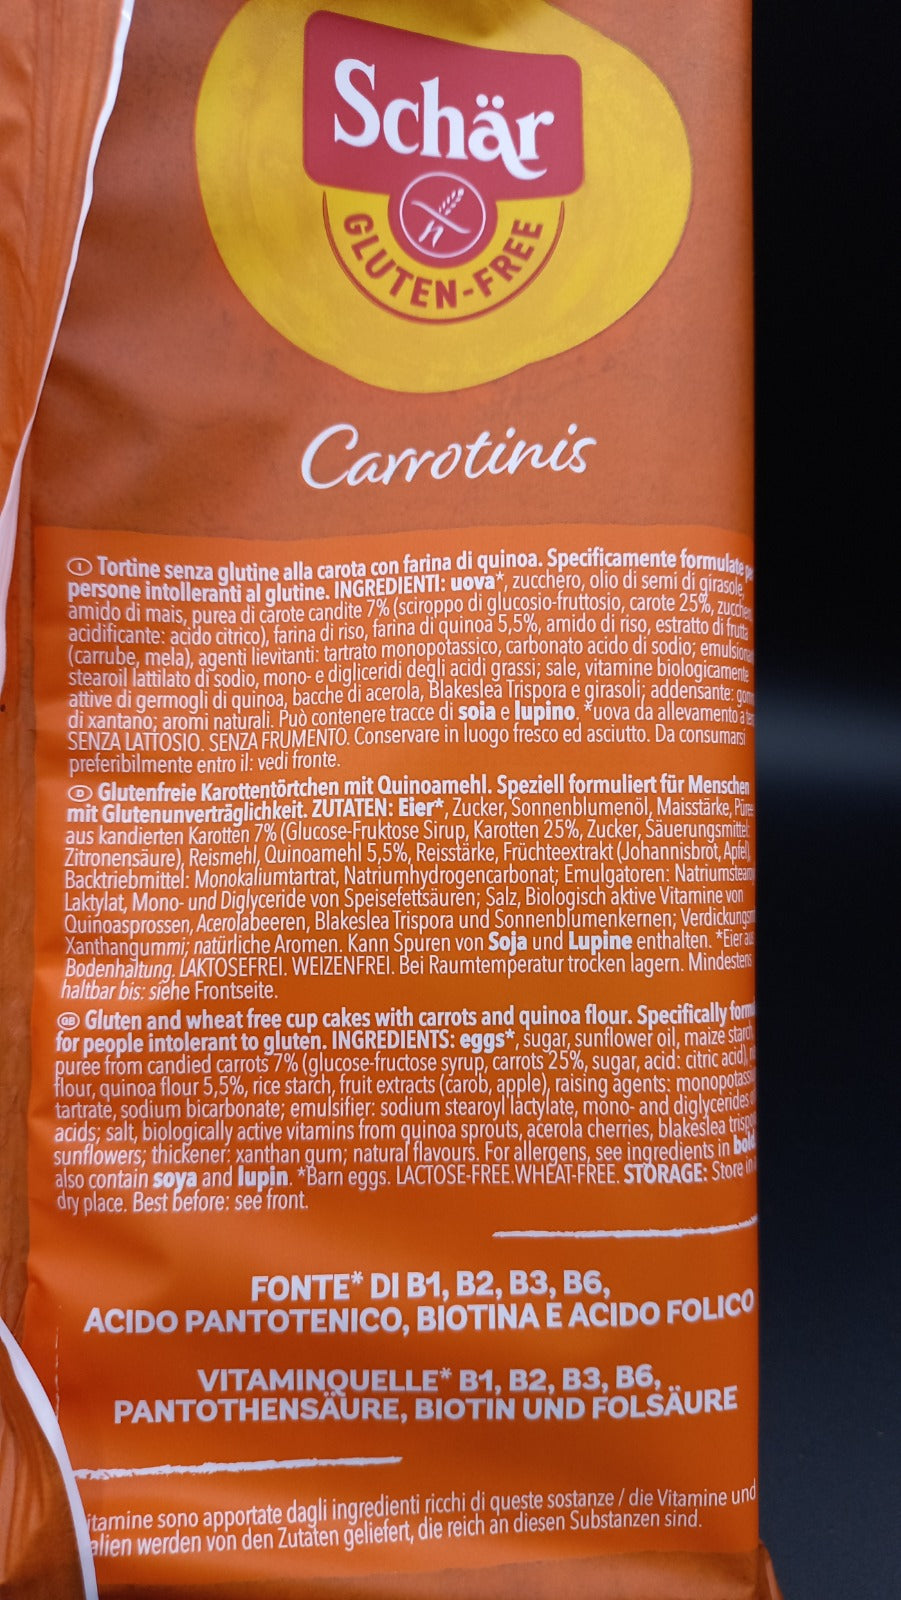 Schär
GLUTEN-FREE
Carrotinis
I Tortine senza glutine alla carota con farina di quinoa. Specificamente formulate
persone intolleranti al glutine. INGREDIENTI: uova*, zucchero, olio di semi di girasole,
amido di mais, purea di carote candite 7% (sciroppo di glucosio-fruttosio, carote 25%,
acidificante: acido citrico), farina di riso, farina di quinoa 5,5%, amido di riso, estratto di frutta
(carrube, mela), agenti lievitanti: tartrato monopotassico, carbonato acido di sodio;
stearoil lattilato di sodio, mono- e digliceridi degli acidi grassi; sale, vitamine biologicamente
attive di germogli di quinoa, bacche di acerola, Blakeslea Trispora e girasoli; addensante:
di xantano; aromi naturali. Può contenere tracce di soia e lupino. *uova da allevamento a
SENZA LATTOSIO. SENZA FRUMENTO. Conservare in luogo fresco ed asciutto. Da consumarsi
preferibilmente entro il: vedi fronte.
D Glutenfreie Karottentörtchen mit Quinoamehl. Speziell formuliert für Menschen
mit Glutenunverträglichkeit. ZUTATEN: Eier*, Zucker, Sonnenblumenöl, Maisstärke,
aus kandierten Karotten 7% (Glucose-Fruktose Sirup, Karotten 25%, Zucker, Säuerungsmittel:
Zitronensäure), Reismehl, Quinoamehl 5,5%, Reisstärke, Früchteextrakt (Johannisbrot, Apfel),
Backtriebmittel: Monokaliumtartrat, Natriumhydrogencarbonat; Emulgatoren:
Laktylat, Mono- und Diglyceride von Speisefettsäuren; Salz, Biologisch aktive Vitamine von
Quinoasprossen, Acerolabeeren, Blakeslea Trispora und Sonnenblumenkernen;
Xanthangummi; natürliche Aromen. Kann Spuren von Soja und Lupine enthalten. *Eier aus
Bodenhaltung. LAKTOSEFREI. WEIZENFREI. Bei Raumtemperatur trocken lagern. Mindestens
haltbar bis: siehe Frontseite.
GB Gluten and wheat free cup cakes with carrots and quinoa flour. Specifically
for people intolerant to gluten. INGREDIENTS: eggs*, sugar, sunflower oil, maize starch,
puree from candied carrots 7% (glucose-fructose syrup, carrots 25%, sugar, acid: citric acid),
flour, quinoa flour 5,5%, rice starch, fruit extracts (carob, apple), raising agents:
tartrate, sodium bicarbonate; emulsifier: sodium stearoyl lactylate, mono- and diglycerides
acids; salt, biologically active vitamins from quinoa sprouts, acerola cherries, blakeslea
sunflowers; thickener: xanthan gum; natural flavours. For allergens, see ingredients in bold.
also contain soya and lupin. *Barn eggs. LACTOSE-FREE.WHEAT-FREE. STORAGE: Store in
dry place. Best before: see front.
FONTE* DI B1, B2, B3, B6,
ACIDO PANTOTENICO, BIOTINA E ACIDO FOLICO
VITAMINQUELLE* B1, B2, B3, B6,
PANTOTHENSÄURE, BIOTIN UND FOLSÄURE
sono apportate dagli ingredienti ricchi di queste sostanze / die Vitamine und
werden von den Zutaten geliefert, die reich an diesen Substanzen sind.